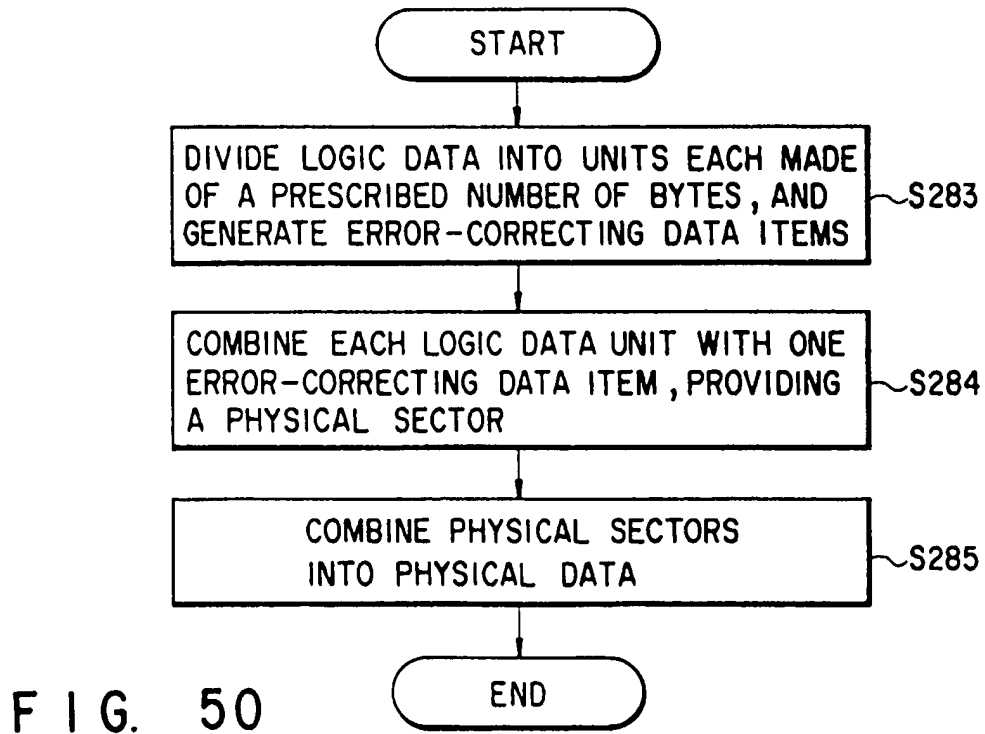 START
DIVIDE LOGIC DATA INTO UNITS EACH MADE
OF A PRESCRIBED NUMBER OF BYTES, AND
GENERATE ERROR-CORRECTING DATA ITEMS
S283
COMBINE EACH LOGIC DATA UNIT WITH ONE
ERROR-CORRECTING DATA ITEM, PROVIDING
A PHYSICAL SECTOR
S284
COMBINE PHYSICAL SECTORS
INTO PHYSICAL DATA
S285
END
FIG. 50